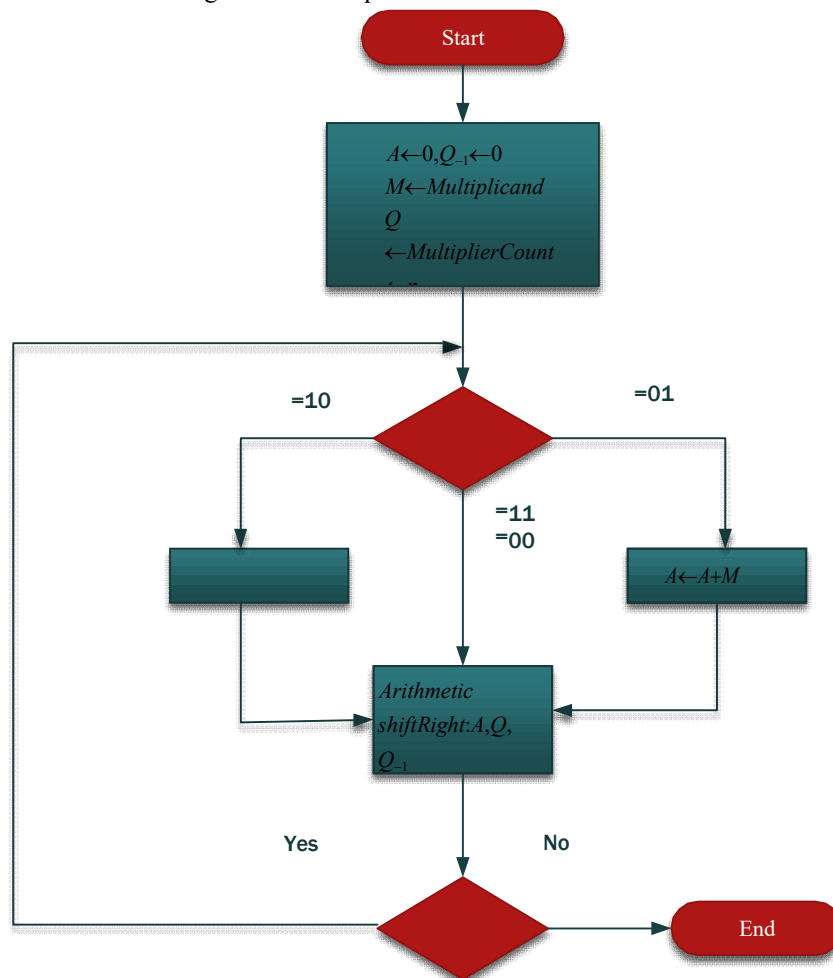 Start
A←0,Q₋₁←0
M←Multiplicand
Q
←MultiplierCount
=10
=01
=11
=00
A←A+M
Arithmetic
shiftRight:A,Q,
Q₋₁
Yes
No
End